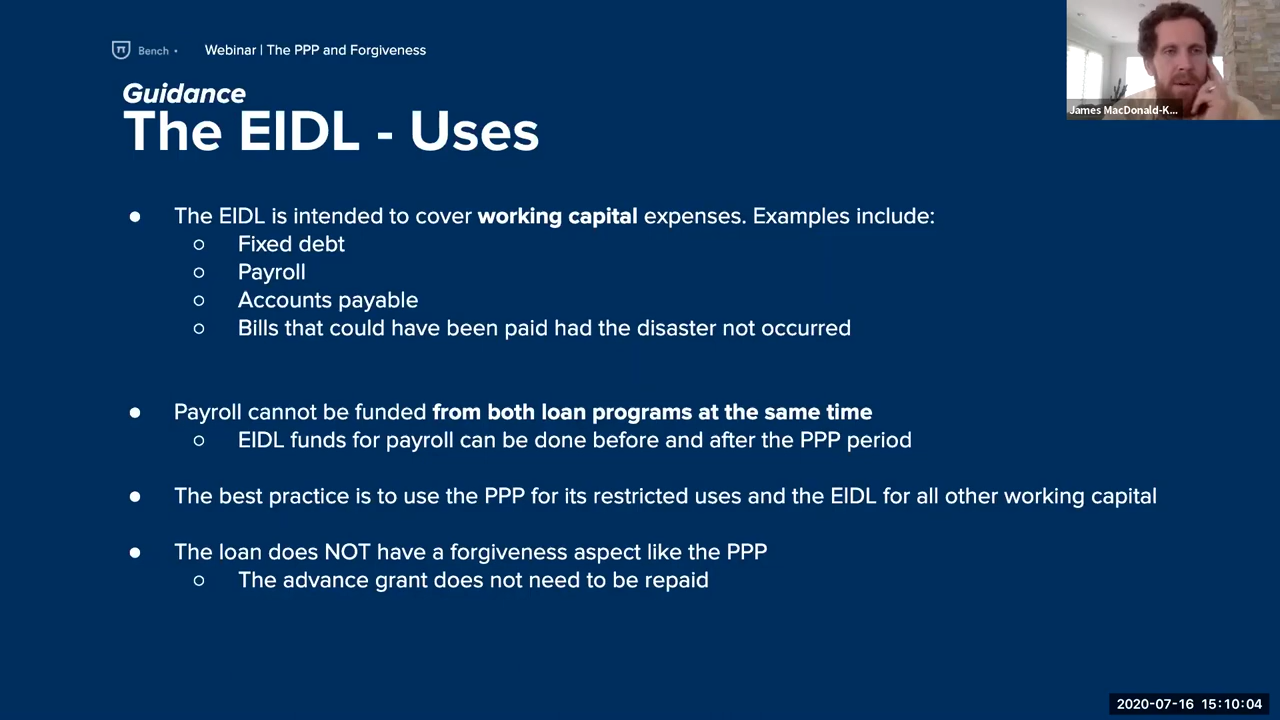 Bench
Webinar | The PPP and Forgiveness
James MacDonald-K...
Guidance
The EIDL - Uses
● The EIDL is intended to cover working capital expenses. Examples include:
○ Fixed debt
○ Payroll
○ Accounts payable
○ Bills that could have been paid had the disaster not occurred
● Payroll cannot be funded from both loan programs at the same time
○ EIDL funds for payroll can be done before and after the PPP period
● The best practice is to use the PPP for its restricted uses and the EIDL for all other working capital
● The loan does NOT have a forgiveness aspect like the PPP
○ The advance grant does not need to be repaid
2020-07-16 15:10:04